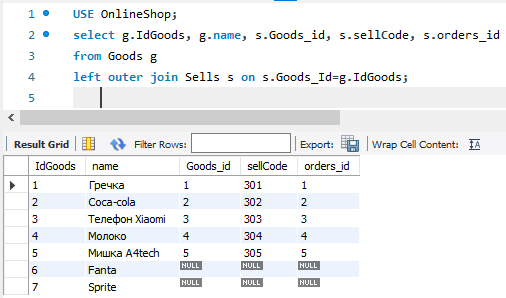 1 USE OnlineShop;
2 select g.IdGoods, g.name, s.Goods_id, s.sellCode, s.orders_id
3 from Goods g
4 left outer join Sells s on s.Goods_Id=g.IdGoods;
5
Result Grid Filter Rows: Export: Wrap Cell Content: IA
IdGoods name Goods_id sellCode orders_id
1 Гречка 1 301 1
2 Coca-cola 2 302 2
3 Телефон Xiaomi 3 303 3
4 Молоко 4 304 4
5 Мишка A4tech 5 305 5
6 Fanta NULL NULL NULL
7 Sprite NULL NULL NULL